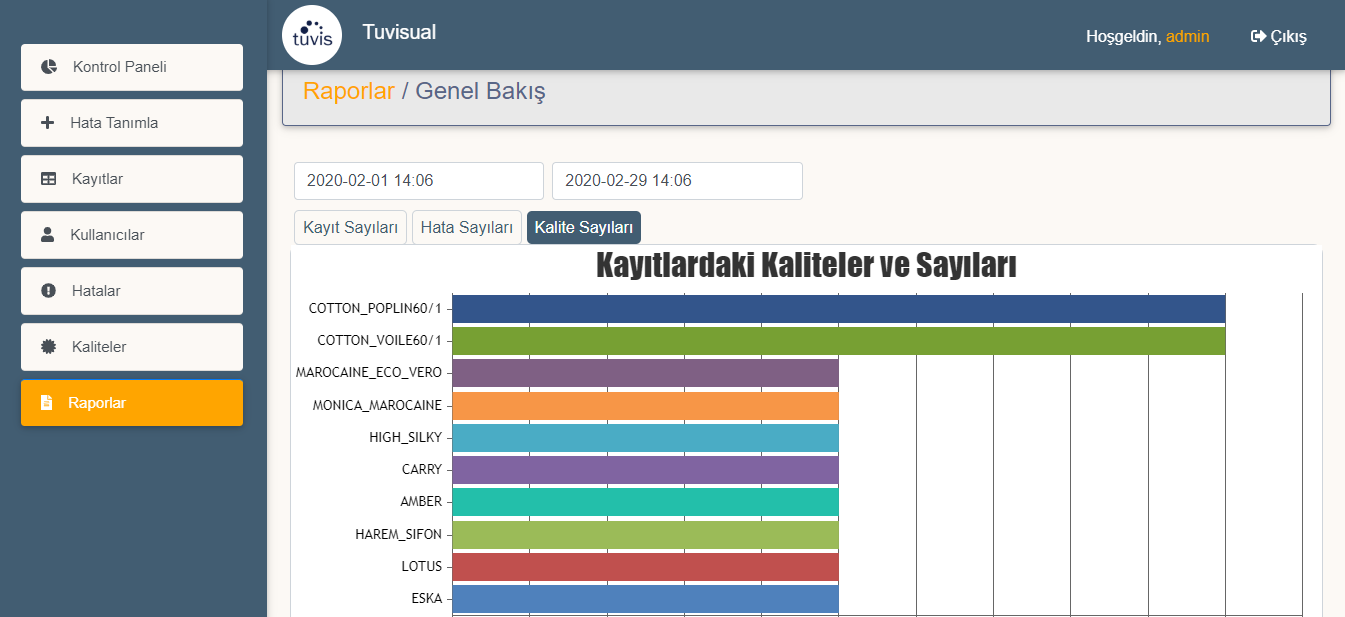 tuvis
Tuvisual
Hoşgeldin, admin
Çıkış
Kontrol Paneli
Hata Tanımla
Kayıtlar
Kullanıcılar
Hatalar
Kaliteler
Raporlar
Raporlar / Genel Bakış
2020-02-01 14:06
2020-02-29 14:06
Kayıt Sayıları
Hata Sayıları
Kalite Sayıları
Kayıtlardaki Kaliteler ve Sayıları
COTTON_POPLIN60/1
COTTON_VOILE60/1
MAROCAINE_ECO_VERO
MONICA_MAROCAINE
HIGH_SILKY
CARRY
AMBER
HAREM_SIFON
LOTUS
ESKA